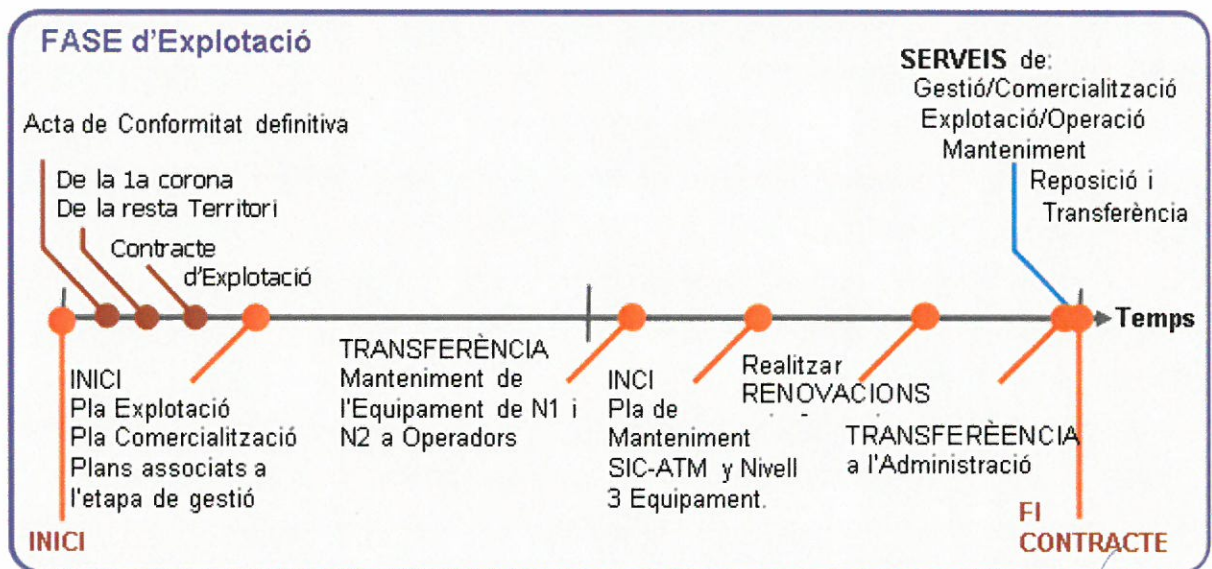 FASE d'Explotació
SERVEIS de:
Gestió/Comercialització
Explotació/Operació
Manteniment
Reposició i
Transferència
Acta de Conformitat definitiva
De la 1a corona
De la resta Territori
Contracte
d'Explotació
Temps
INICI
Pla Explotació
Pla Comercialització
Plans associats a
l'etapa de gestió
TRANSFERÈNCIA
Manteniment de
l'Equipament de N1 i
N2 a Operadors
INCI
Pla de
Manteniment
SIC-ATM y Nivell
3 Equipament.
Realitzar
RENOVACIONS
TRANSFERÈENCIA
a l'Administració
INICI
FI
CONTRACTE